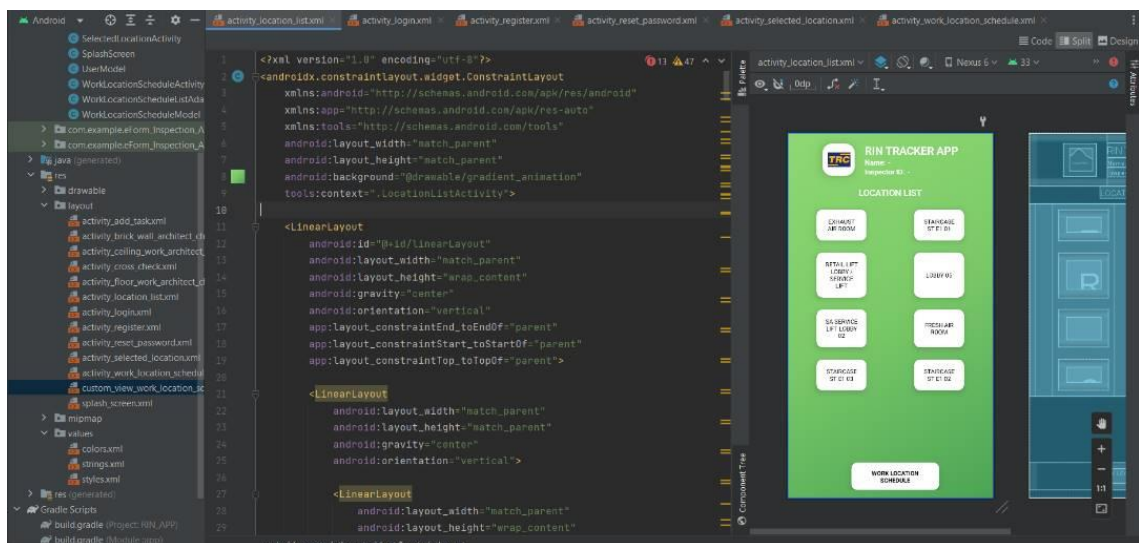 Android
activity_location_list.xml
activity_login.xml
activity_register.xml
activity_reset_password.xml
activity_selected_location.xml
activity_work_location_schedule.xml
Code
Split
Design
SelectedLocationActivity
SplashScreen
UserModel
WorkLocationScheduleActivity
WorkLocationScheduleListAda
WorkLocationScheduleModel
com.example.eForm_Inspection_A
com.example.eForm_Inspection_A
java (generated)
res
drawable
layout
activity_add_task.xml
activity_brick_wall_architect_ch
activity_ceiling_work_architect_
activity_cross_check.xml
activity_floor_work_architect_c
activity_location_list.xml
activity_login.xml
activity_register.xml
activity_reset_password.xml
activity_selected_location.xml
activity_work_location_schedul
custom_view_work_location_sc
splash_screen.xml
mipmap
values
colors.xml
strings.xml
styles.xml
res (generated)
Gradle Scripts
build.gradle (Project: RIN_APP)
build.gradle (Module: app)
13 47
1 <?xml version="1.0" encoding="utf-8"?>
2 <androidx.constraintlayout.widget.ConstraintLayout
3 xmlns:android="http://schemas.android.com/apk/res/android"
4 xmlns:app="http://schemas.android.com/apk/res-auto"
5 xmlns:tools="http://schemas.android.com/tools"
6 android:layout_width="match_parent"
7 android:layout_height="match_parent"
8 android:background="@drawable/gradient_animation"
9 tools:context=".LocationListActivity">
10
11 <LinearLayout
12 android:id="@+id/linearLayout"
13 android:layout_width="match_parent"
14 android:layout_height="wrap_content"
15 android:gravity="center"
16 android:orientation="vertical"
17 app:layout_constraintEnd_toEndOf="parent"
18 app:layout_constraintStart_toStartOf="parent"
19 app:layout_constraintTop_toTopOf="parent">
20
21 <LinearLayout
22 android:layout_width="match_parent"
23 android:layout_height="match_parent"
24 android:gravity="center"
25 android:orientation="vertical">
26
27 <LinearLayout
28 android:layout_width="match_parent"
29 android:layout_height="wrap_content"
Palette
Component Tree
Attributes
activity_location_list.xml
Nexus 6
33
0dp
TRC
RIN TRACKER APP
Name: -
Inspector ID: -
LOCATION LIST
EXHAUST
AIR ROOM
STAIRCASE
ST E1 01
RETAIL LIFT
LOBBY /
SERVICE
LIFT
LOBBY 05
SA SERVICE
LIFT LOBBY
02
FRESH AIR
ROOM
STAIRCASE
ST E1 03
STAIRCASE
ST E1 02
WORK LOCATION
SCHEDULE
RIN
LOCAT
R
1:1